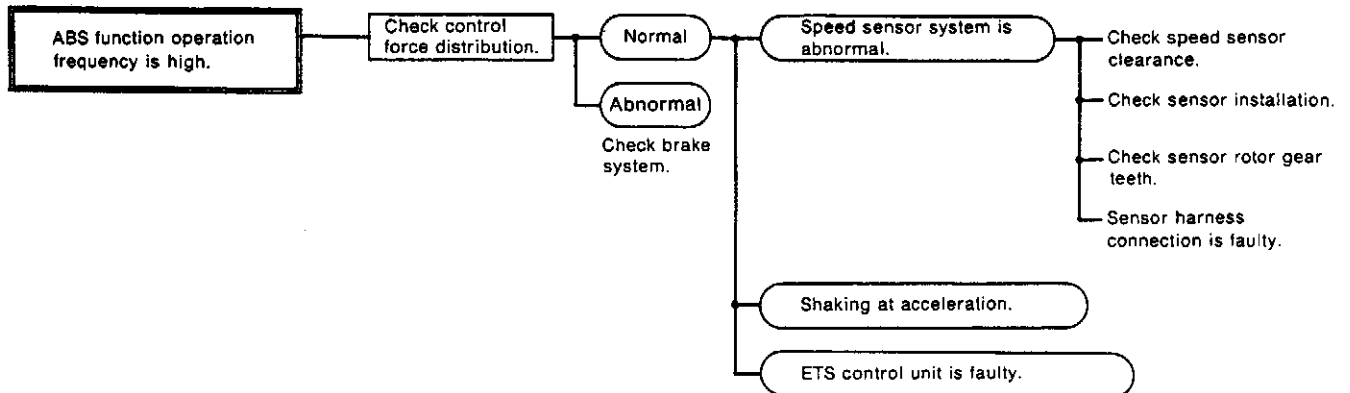 ABS function operation
frequency is high.
Check control
force distribution.
Normal
Abnormal
Check brake
system.
Speed sensor system is
abnormal.
Check speed sensor
clearance.
Check sensor installation.
Check sensor rotor gear
teeth.
Sensor harness
connection is faulty.
Shaking at acceleration.
ETS control unit is faulty.